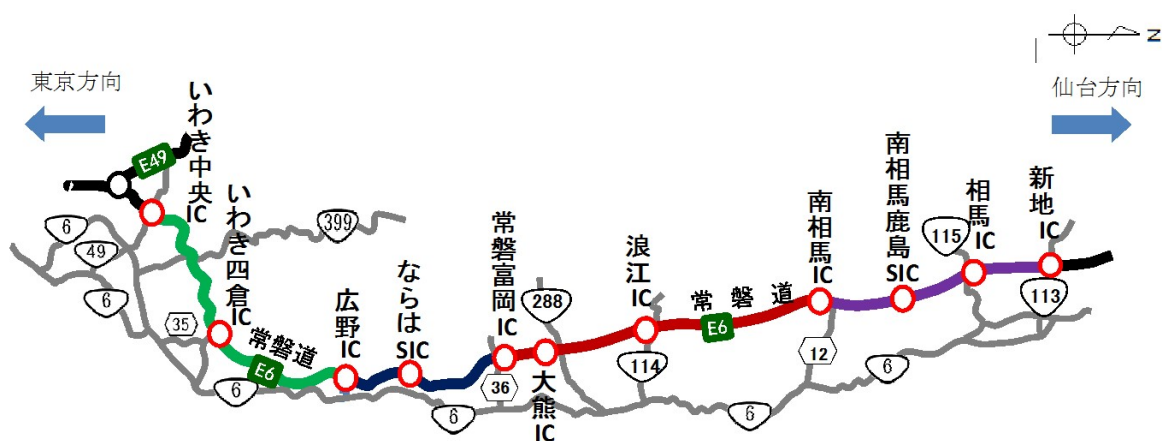 東京方向
仙台方向
N
いわき中央IC
E49
いわき四倉IC
399
6
49
6
35
常磐道
E6
6
広野IC
ならはSIC
常磐富岡IC
36
6
大熊IC
288
浪江IC
114
常磐道
E6
6
南相馬IC
12
南相馬鹿島SIC
6
115
相馬IC
新地IC
113